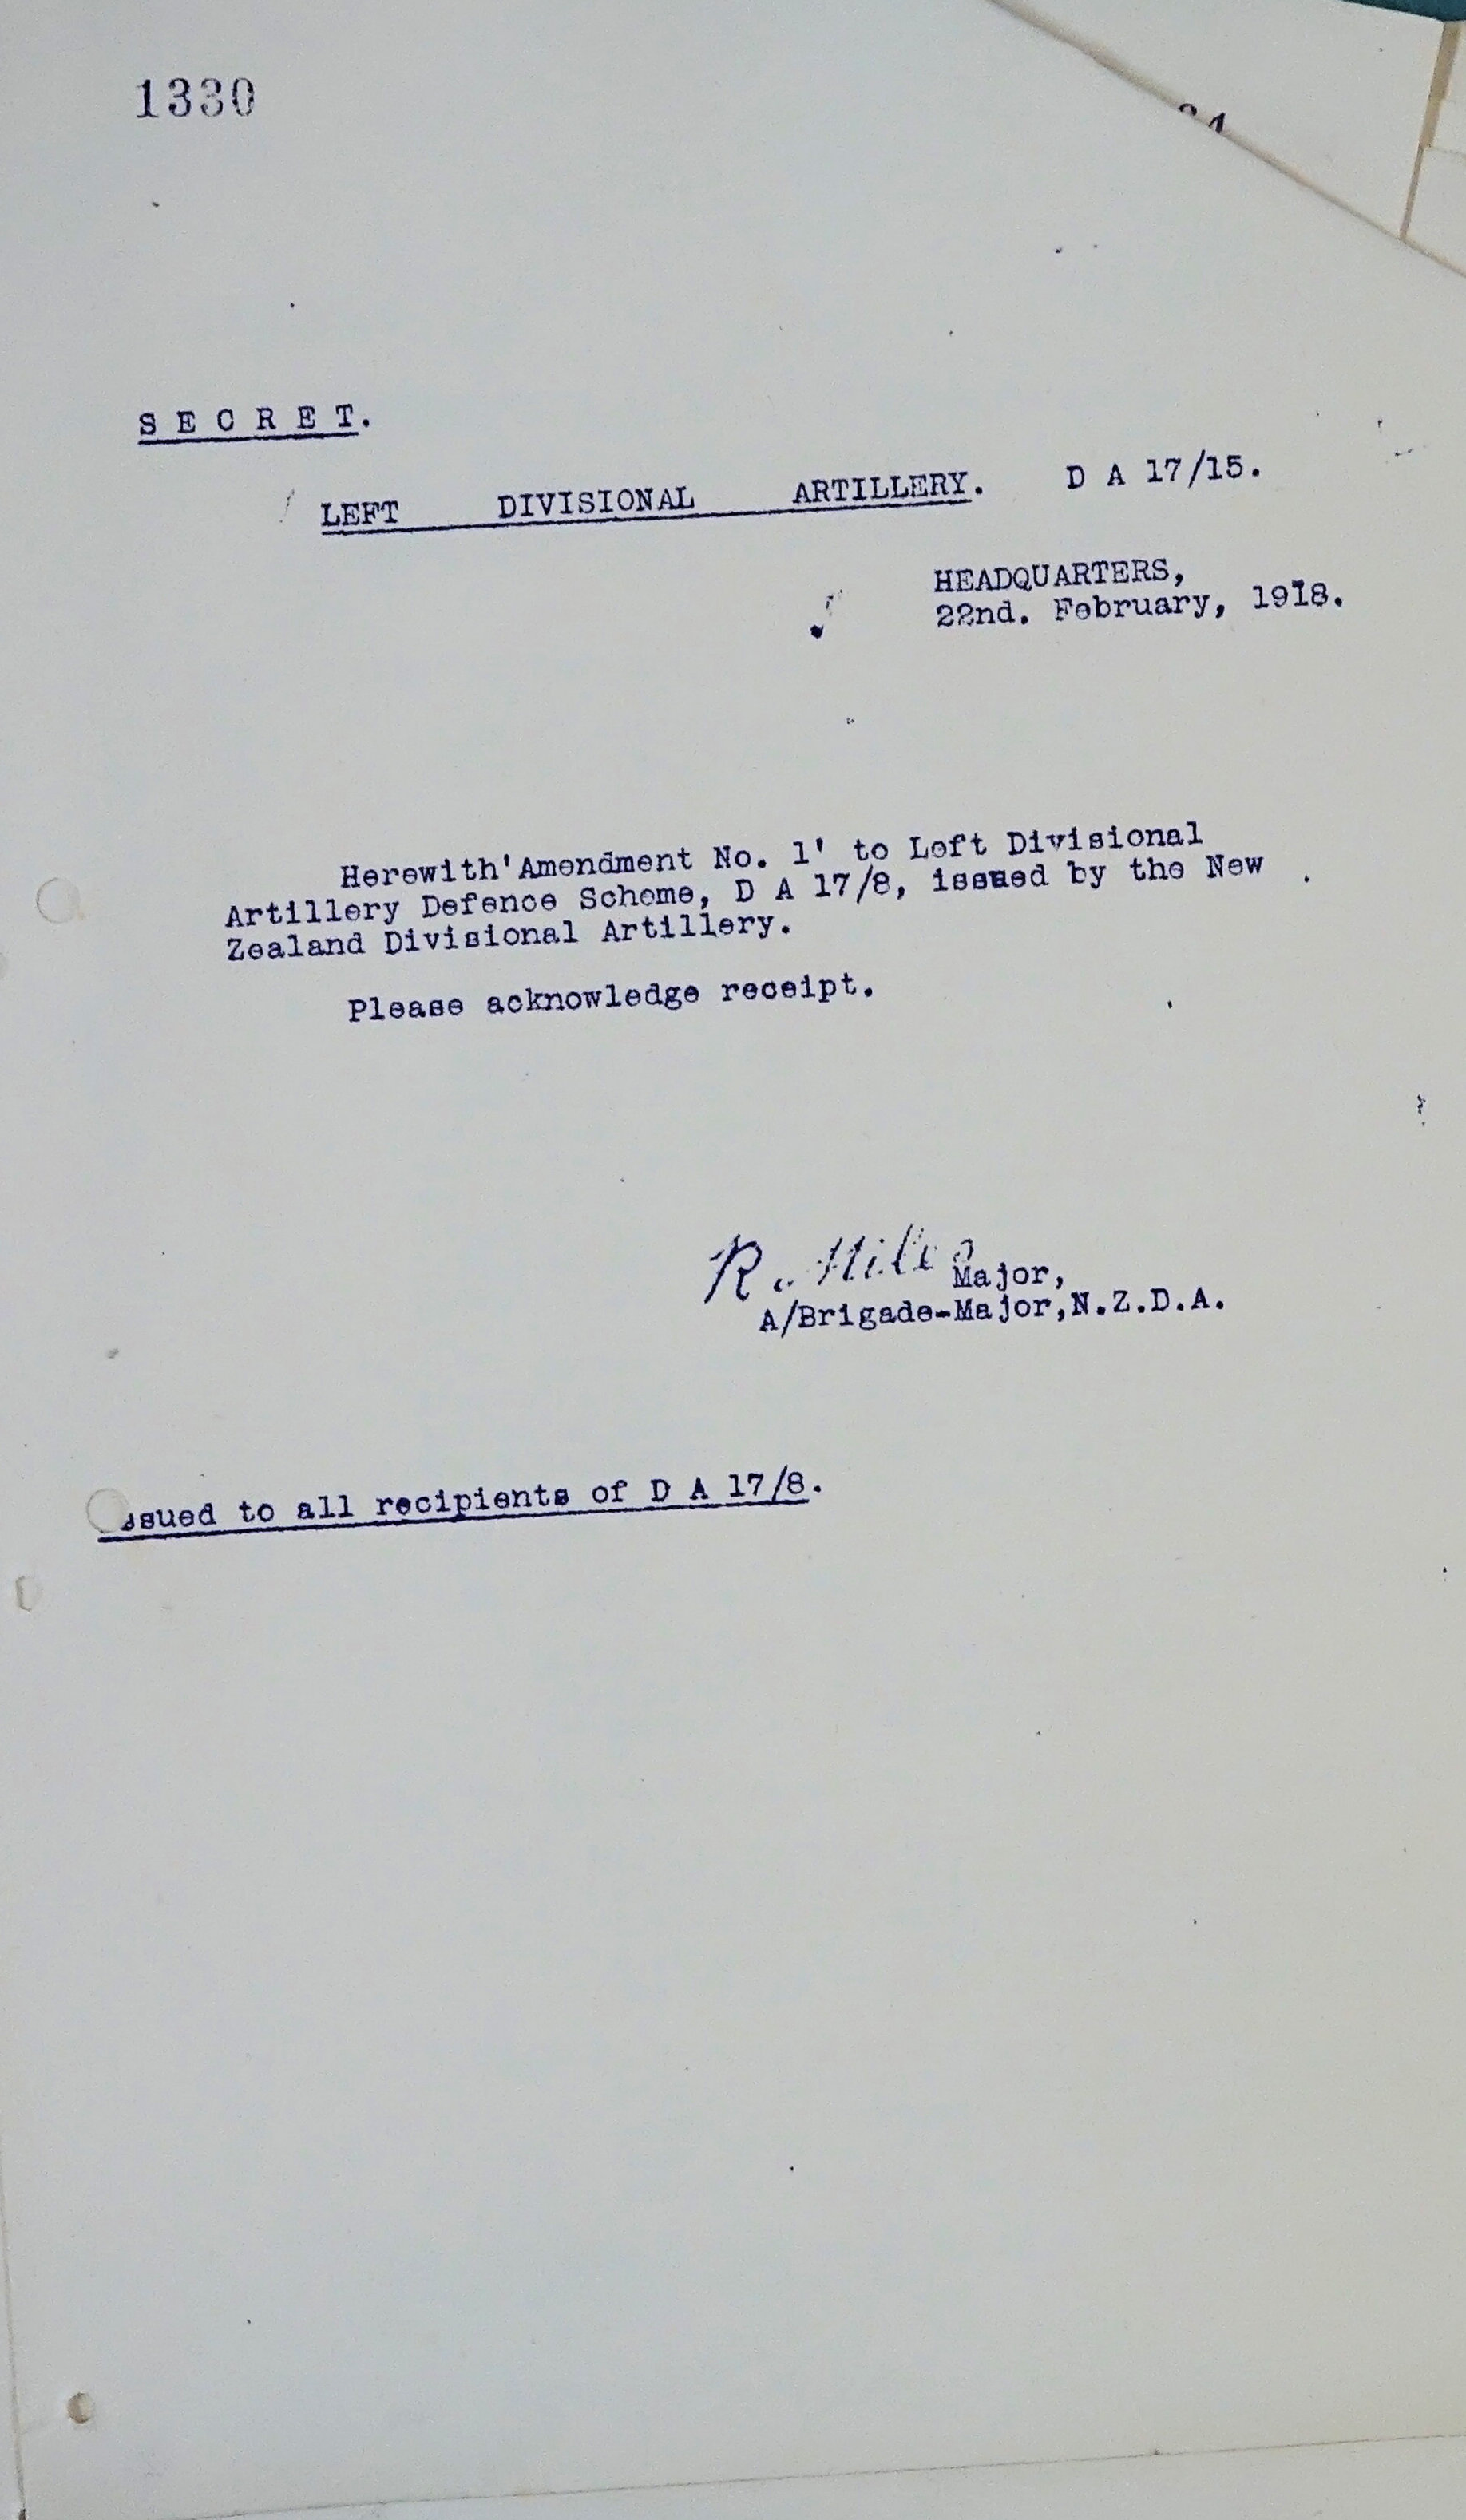 1330
S E C R E T.
LEFT DIVISIONAL ARTILLERY. D A 17/15.
HEADQUARTERS,
22nd. February, 1918.
Herewith'Amendment No. 1' to Left Divisional
Artillery Defence Scheme, D A 17/8, issued by the New
Zealand Divisional Artillery.
Please acknowledge receipt.
R. Miles
Major,
A/Brigade-Major,N.Z.D.A.
ssued to all recipients of D A 17/8.